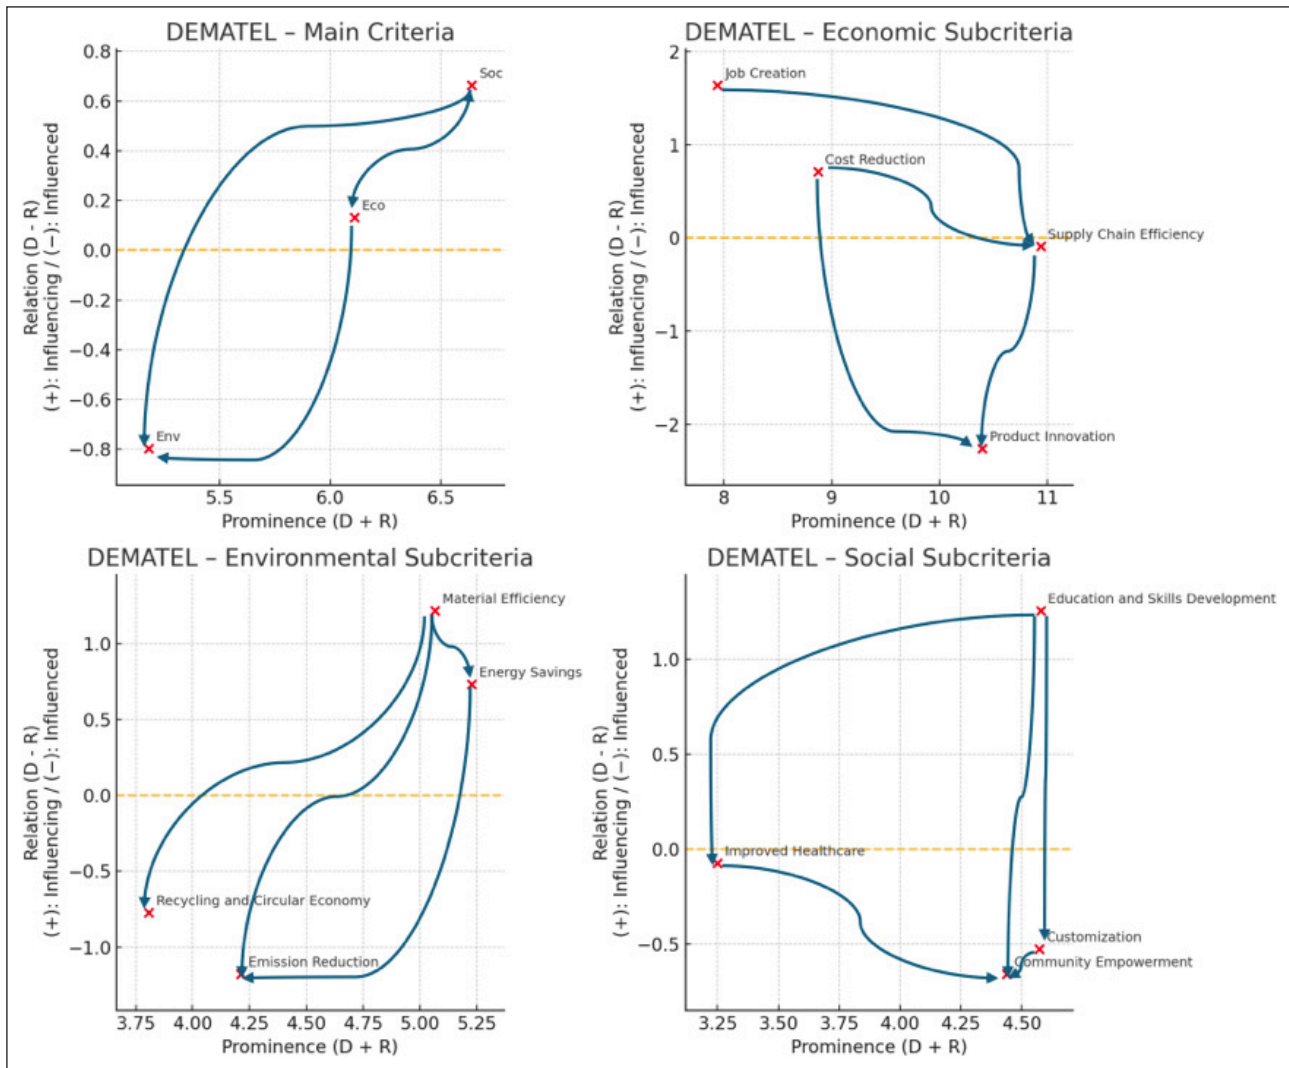 DEMATEL – Main Criteria
0.8
0.6
0.4
0.2
0.0
−0.2
−0.4
−0.6
−0.8
Relation (D - R)
(+): Influencing / (−): Influenced
Soc
Eco
Env
5.5
6.0
6.5
Prominence (D + R)
DEMATEL – Economic Subcriteria
2
1
0
−1
−2
Relation (D - R)
(+): Influencing / (−): Influenced
Job Creation
Cost Reduction
Supply Chain Efficiency
Product Innovation
8
9
10
11
Prominence (D + R)
DEMATEL – Environmental Subcriteria
1.0
0.5
0.0
−0.5
−1.0
Relation (D - R)
(+): Influencing / (−): Influenced
Material Efficiency
Energy Savings
Recycling and Circular Economy
Emission Reduction
3.75
4.00
4.25
4.50
4.75
5.00
5.25
Prominence (D + R)
DEMATEL – Social Subcriteria
1.0
0.5
0.0
−0.5
Relation (D - R)
(+): Influencing / (−): Influenced
Education and Skills Development
Improved Healthcare
Customization
Community Empowerment
3.25
3.50
3.75
4.00
4.25
4.50
Prominence (D + R)